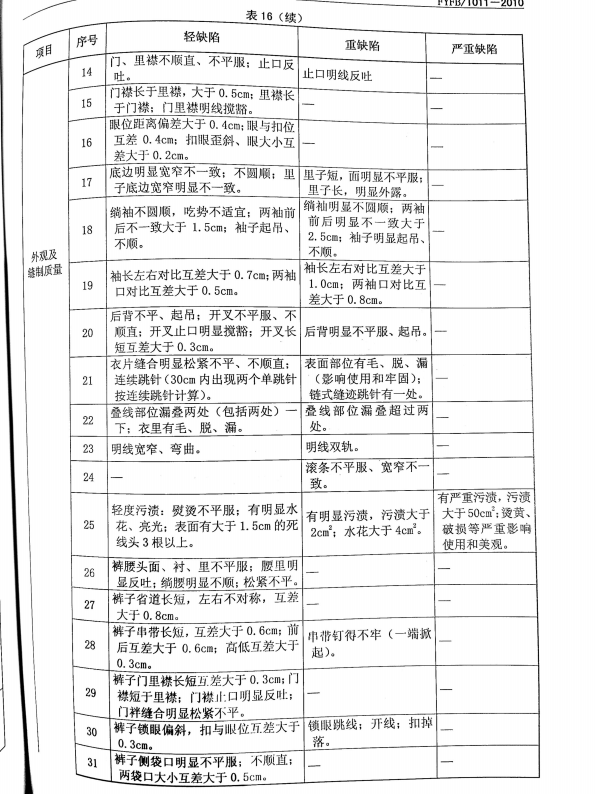 FYFB/1011—2010
表 16（续）
项目
序号
轻缺陷
重缺陷
严重缺陷
外观及
缝制质量
14
门、里襟不顺直、不平服；止口反
吐。
止口明线反吐
—
15
门襟长于里襟，大于 0.5cm；里襟长
于门襟；门里襟明线搅豁。
—
—
16
眼位距离偏差大于 0.4cm；眼与扣位
互差 0.4cm；扣眼歪斜、眼大小互
差大于 0.2cm。
—
—
17
底边明显宽窄不一致；不圆顺；里
子底边宽窄明显不一致。
里子短，面明显不平服；
里子长，明显外露。
—
18
绱袖不圆顺，吃势不适宜；两袖前
后不一致大于 1.5cm；袖子起吊、
不顺。
绱袖明显不圆顺；两袖
前后明显不一致大于
2.5cm；袖子明显起吊、
不顺。
—
19
袖长左右对比互差大于 0.7cm；两袖
口对比互差大于 0.5cm。
袖长左右对比互差大于
1.0cm；两袖口对比互
差大于 0.8cm。
—
20
后背不平、起吊；开叉不平服、不
顺直；开叉止口明显搅豁；开叉长
短互差大于 0.3cm。
后背明显不平服、起吊。
—
21
衣片缝合明显松紧不平、不顺直；
连续跳针（30cm 内出现两个单跳针
按连续跳针计算）。
表面部位有毛、脱、漏
（影响使用和牢固）；
链式缝迹跳针有一处。
—
22
叠线部位漏叠两处（包括两处）一
下；衣里有毛、脱、漏。
叠线部位漏叠超过两
处。
—
23
明线宽窄、弯曲。
明线双轨。
—
24
—
滚条不平服、宽窄不一
致。
—
25
轻度污渍：熨烫不平服；有明显水
花、亮光；表面有大于 1.5cm 的死
线头 3 根以上。
有明显污渍，污渍大于
2cm²；水花大于 4cm²。
有严重污渍，污渍
大于 50cm²；烫黄、
破损等严重影响
使用和美观。
26
裤腰头面、衬、里不平服；腰里明
显反吐；绱腰明显不顺；松紧不平。
—
—
27
裤子省道长短，左右不对称，互差
大于 0.8cm。
—
—
28
裤子串带长短，互差大于 0.6cm；前
后互差大于 0.6cm；高低互差大于
0.3cm。
串带钉得不牢（一端掀
起）。
—
29
裤子门里襟长短互差大于 0.3cm；门
襟短于里襟；门襟止口明显反吐；
门袢缝合明显松紧不平。
—
—
30
裤子锁眼偏斜，扣与眼位互差大于
0.3cm。
锁眼跳线；开线；扣掉
落。
—
31
裤子侧袋口明显不平服；不顺直；
两袋口大小互差大于 0.5cm。
—
—